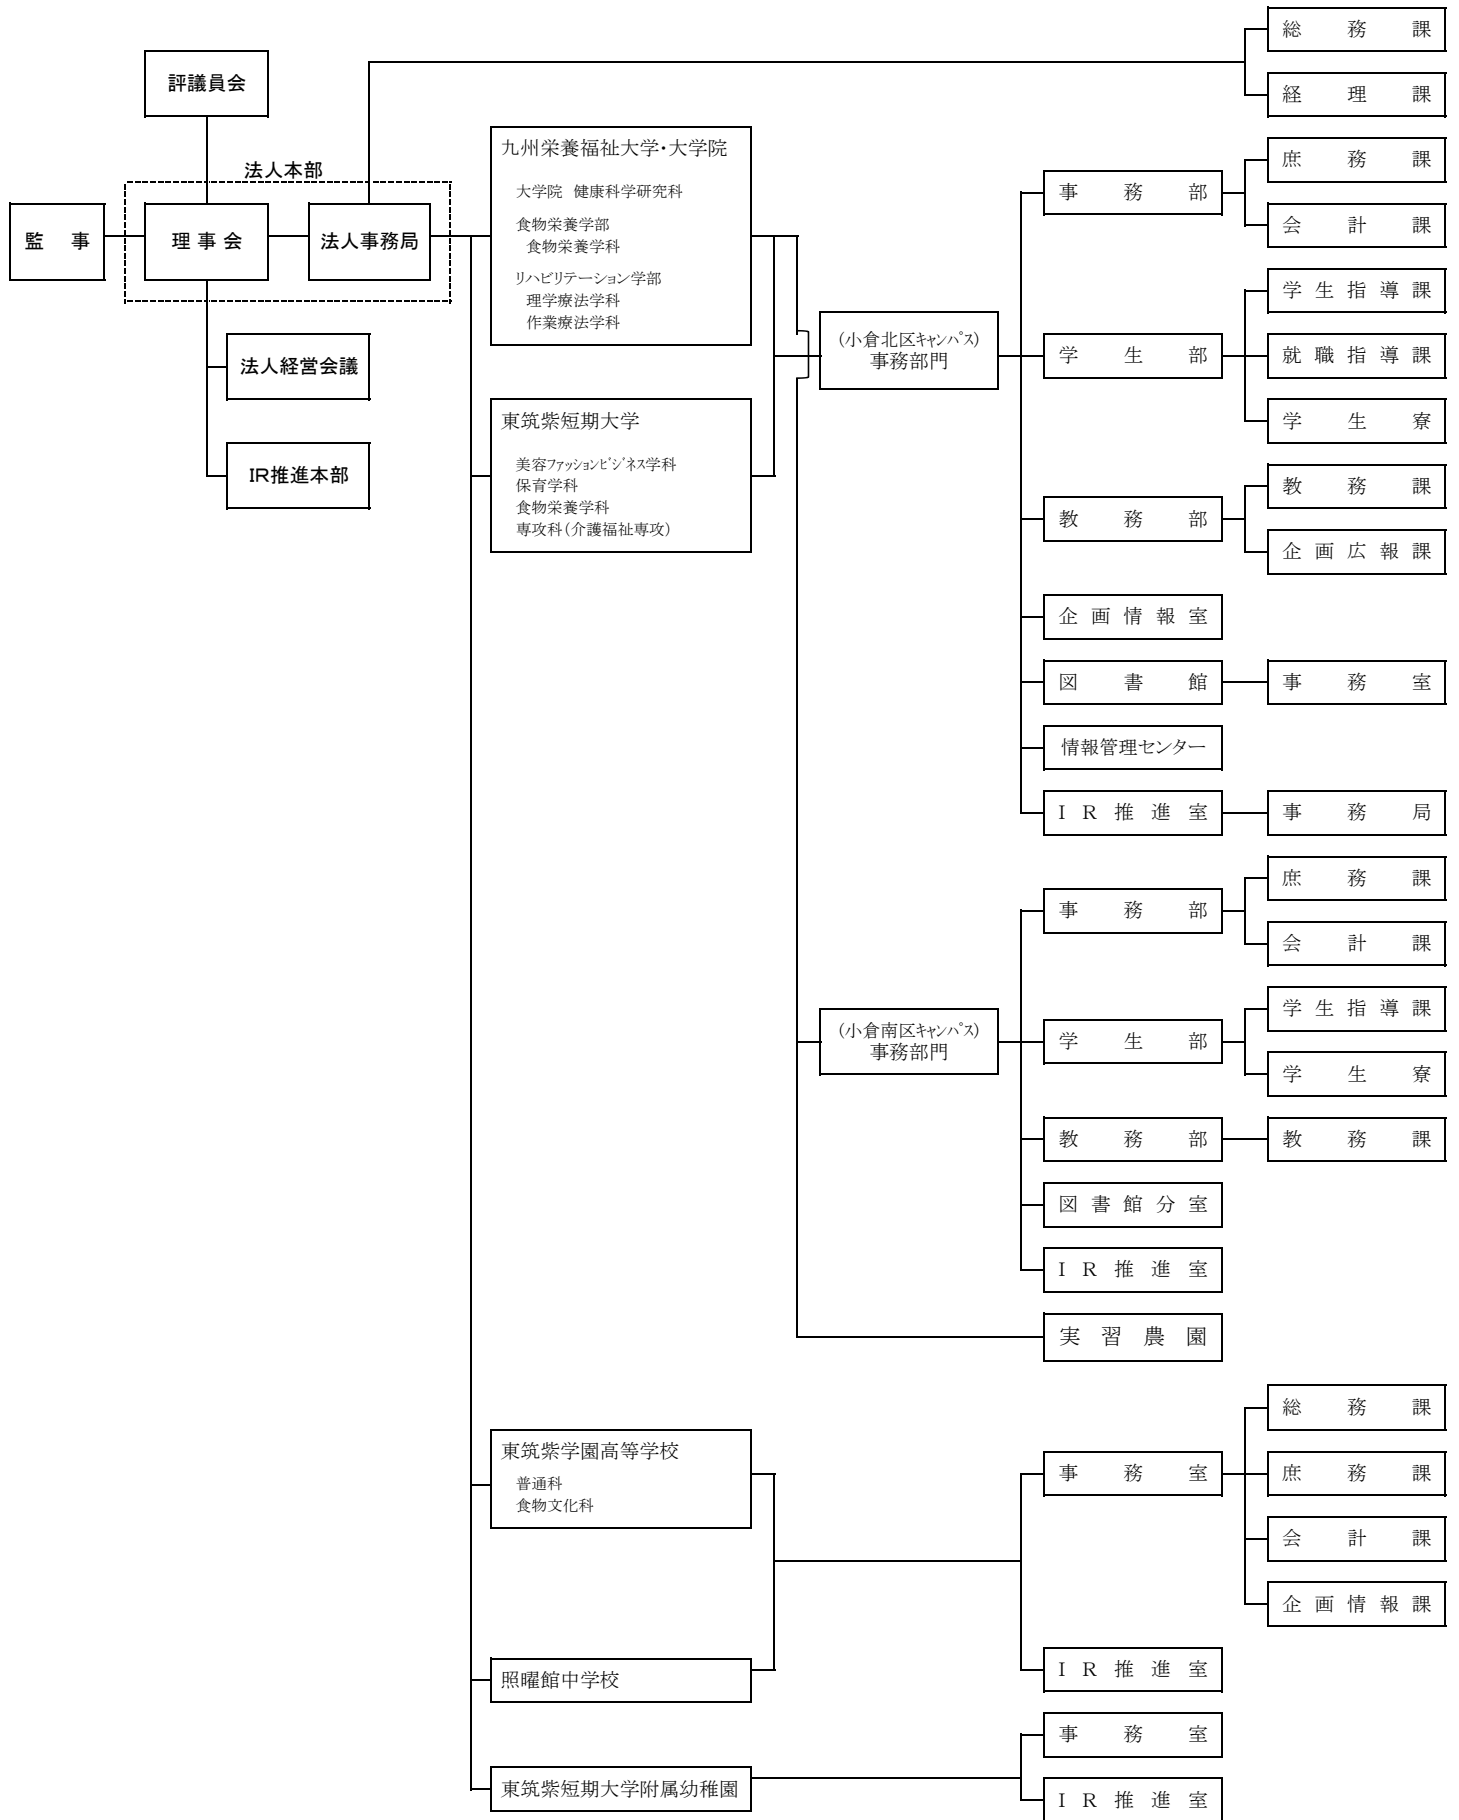 総務課
経理課
評議員会
法人本部
監事
理事会
法人事務局
法人経営会議
IR推進本部
九州栄養福祉大学・大学院
大学院 健康科学研究科
食物栄養学部
食物栄養学科
リハビリテーション学部
理学療法学科
作業療法学科
東筑紫短期大学
美容ファッションビジネス学科
保育学科
食物栄養学科
専攻科(介護福祉専攻)
(小倉北区キャンパス)
事務部門
事務部
庶務課
会計課
学生部
学生指導課
就職指導課
学生寮
教務部
教務課
企画広報課
企画情報室
図書館
事務室
情報管理センター
IR推進室
事務局
(小倉南区キャンパス)
事務部門
事務部
庶務課
会計課
学生部
学生指導課
学生寮
教務部
教務課
図書館分室
IR推進室
実習農園
東筑紫学園高等学校
普通科
食物文化科
照曜館中学校
事務室
総務課
庶務課
会計課
企画情報課
IR推進室
東筑紫短期大学附属幼稚園
事務室
IR推進室